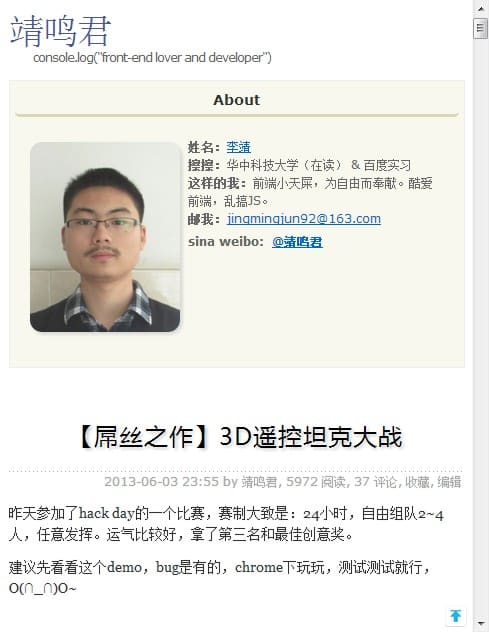 靖鸣君
console.log("front-end lover and developer")
About
姓名：李靖
搜搜：华中科技大学（在读） & 百度实习
这样的我：前端小天屎，为自由而奉献。酷爱
前端，乱搞JS。
邮我：jingmingjun92@163.com
sina weibo: @靖鸣君
【屌丝之作】3D遥控坦克大战
2013-06-03 23:55 by 靖鸣君, 5972 阅读, 37 评论, 收藏, 编辑
昨天参加了hack day的一个比赛，赛制大致是：24小时，自由组队2~4
人，任意发挥。运气比较好，拿了第三名和最佳创意奖。
建议先看看这个demo，bug是有的，chrome下玩玩，测试测试就行，
O(∩_∩)O~